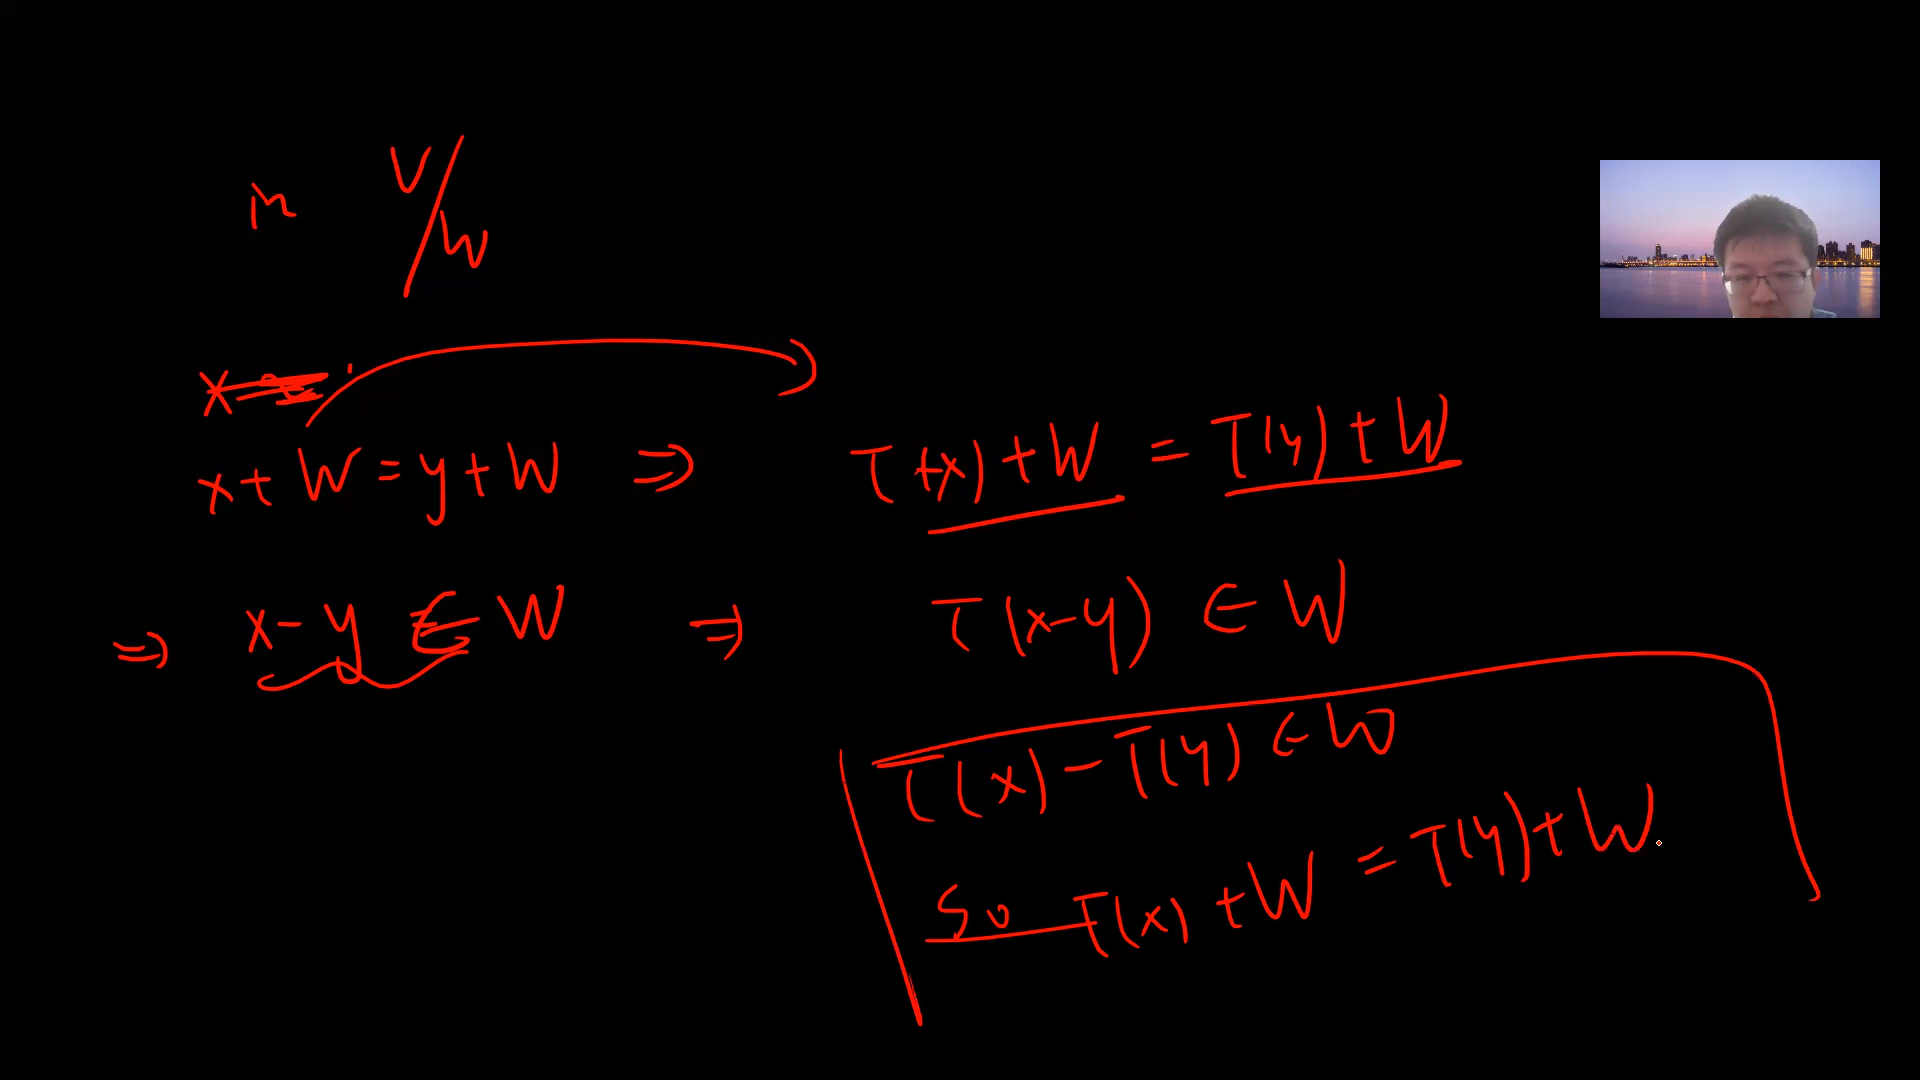 in V/W
x
x + W = y + W ⇒ T(x) + W = T(y) + W
⇒ x - y ∈ W ⇒ T(x-y) ∈ W
T(x) - T(y) ∈ W
So T(x) + W = T(y) + W.